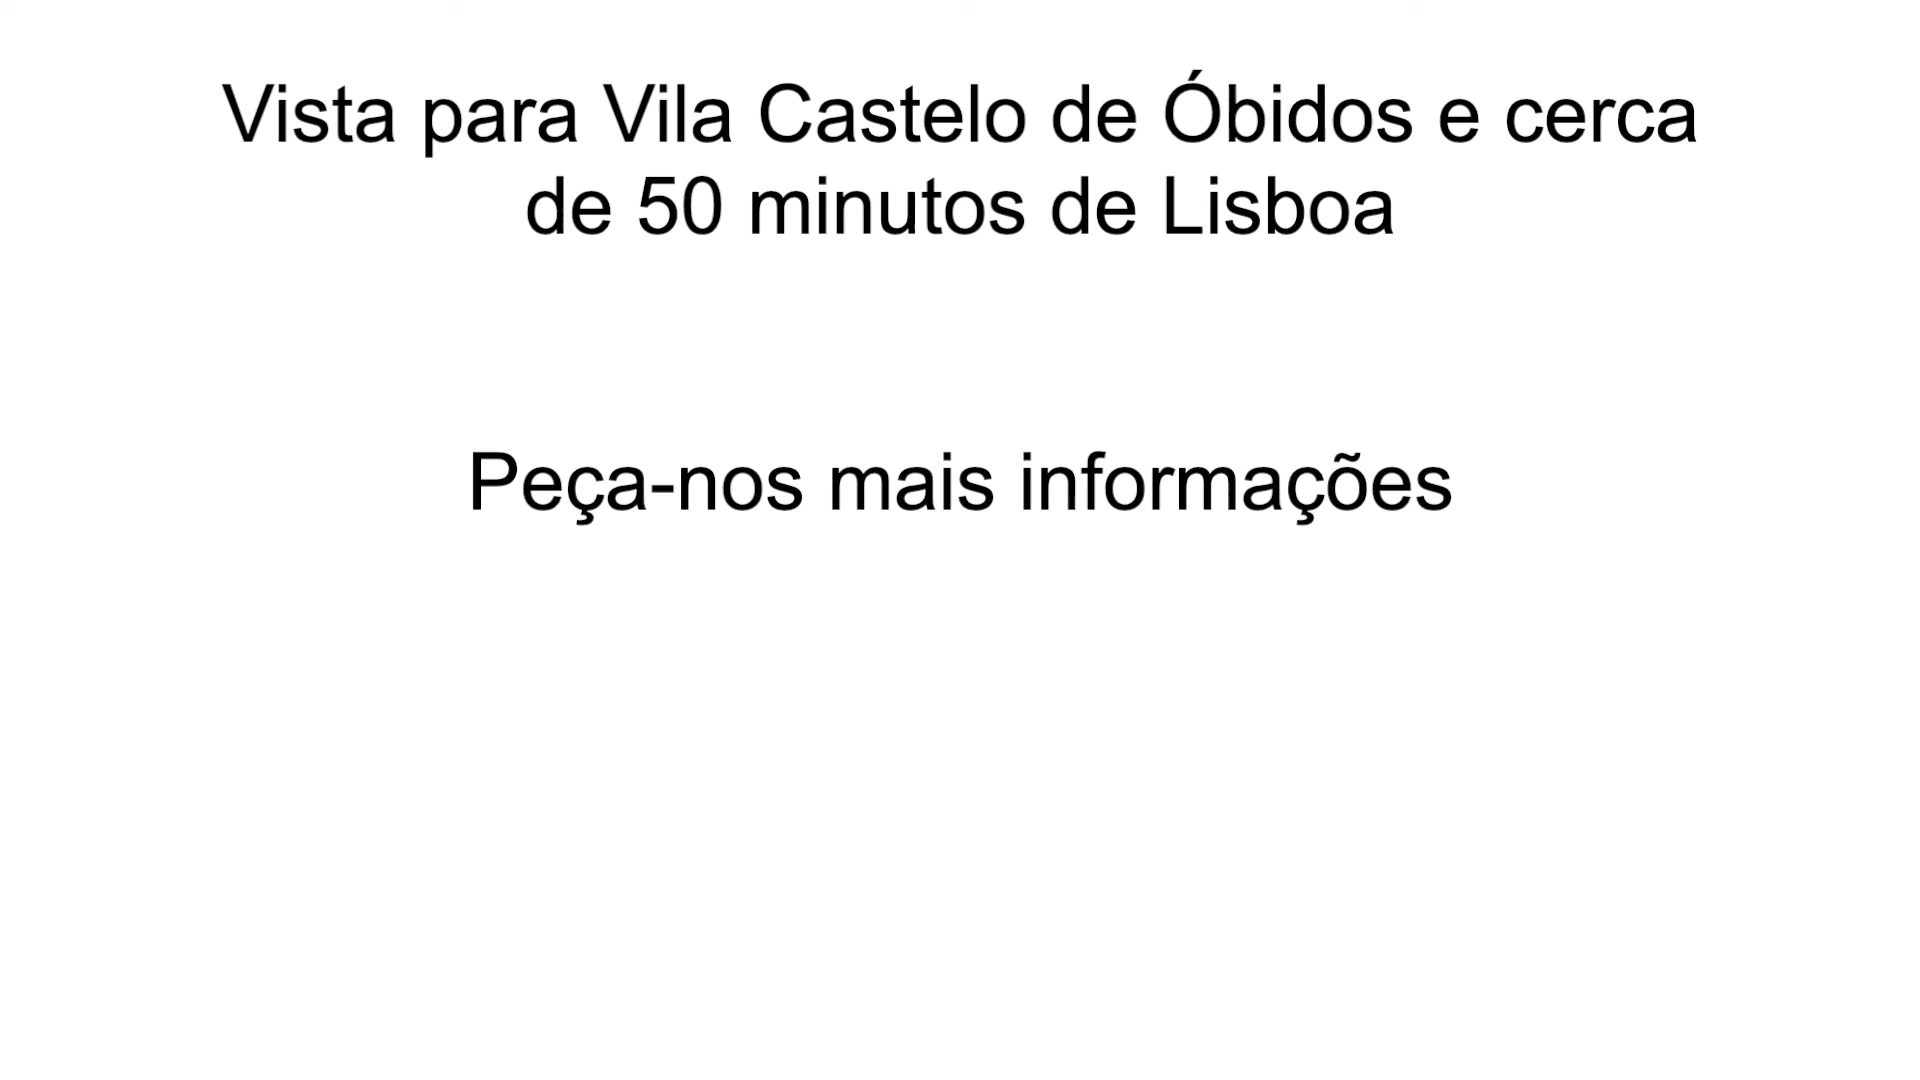 Vista para Vila Castelo de Óbidos e cerca
de 50 minutos de Lisboa
Peça-nos mais informações